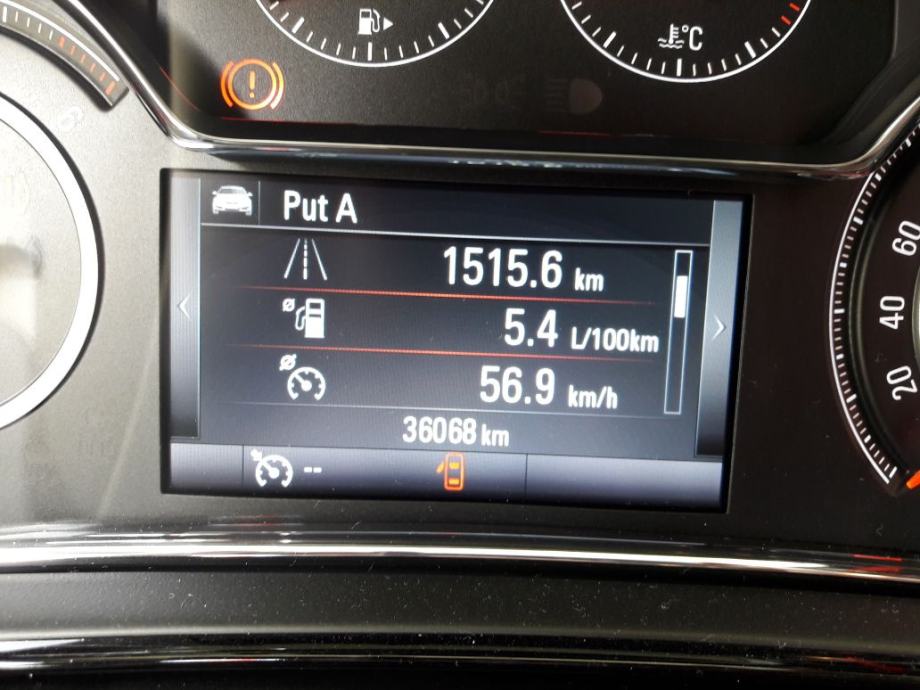 °C
Put A
1515.6 km
5.4 L/100km
56.9 km/h
36068 km
--
60
40
20